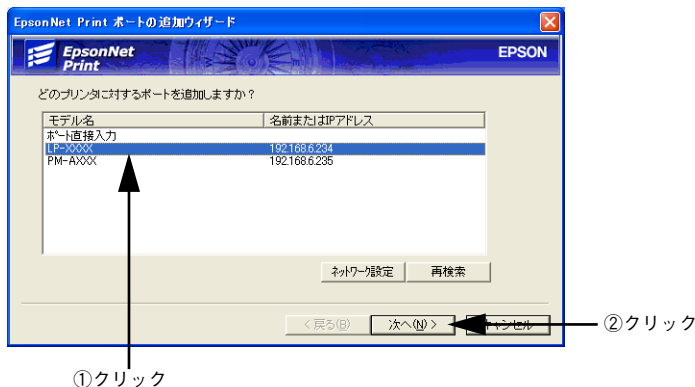 EpsonNet Print ポートの追加ウィザード
EpsonNet
Print
EPSON
どのプリンタに対するポートを追加しますか？
モデル名 名前またはIPアドレス
ポート直接入力
LP-XXXX 192.168.6.234
PM-AXXX 192.168.6.235
ネットワーク設定 再検索
< 戻る(B) 次へ(N) > キャンセル
②クリック
①クリック